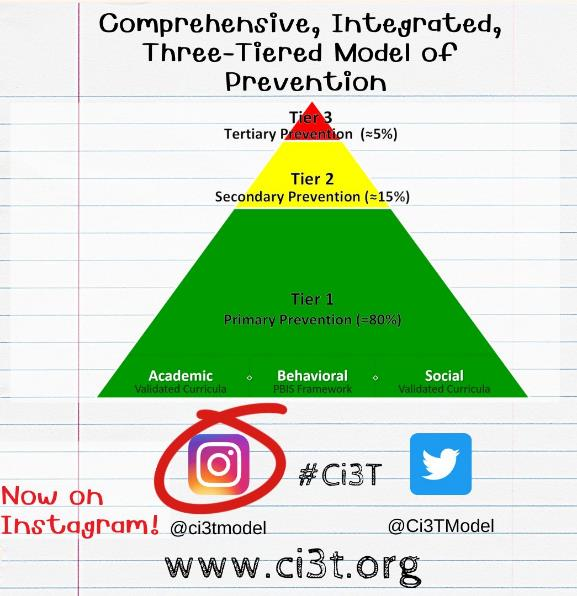 Comprehensive, Integrated,
Three-Tiered Model of
Prevention
Tier 3
Tertiary Prevention (≈5%)
Tier 2
Secondary Prevention (≈15%)
Tier 1
Primary Prevention (≈80%)
Academic ◇ Behavioral ◇ Social
Validated Curricula PBIS Framework Validated Curricula
#Ci3T
Now on
Instagram!
@ci3tmodel @Ci3TModel
www.ci3t.org